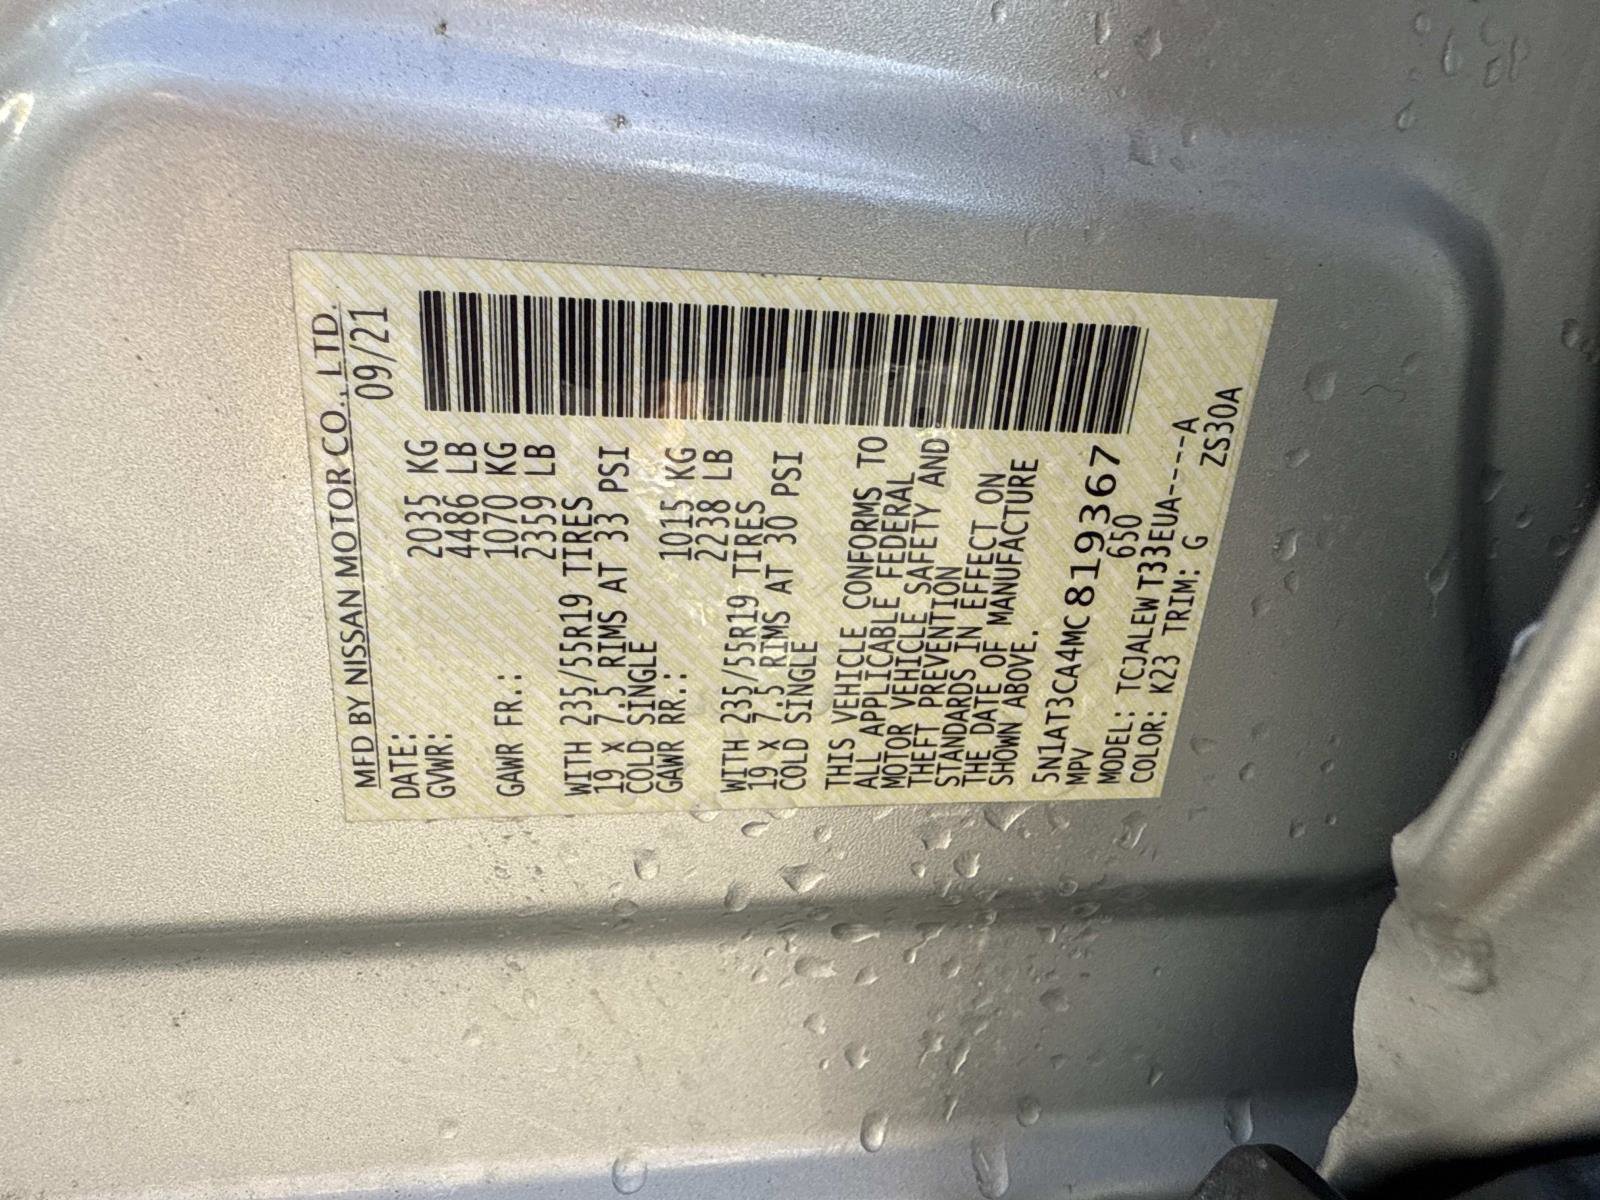 MFD BY NISSAN MOTOR CO., LTD.
DATE: 09/21
GVWR: 2035 KG
4486 LB
GAWR FR.: 1070 KG
2359 LB
WITH 235/55R19 TIRES
19 X 7.5 RIMS AT 33 PSI
COLD SINGLE
GAWR RR.: 1015 KG
2238 LB
WITH 235/55R19 TIRES
19 X 7.5 RIMS AT 30 PSI
COLD SINGLE
THIS VEHICLE CONFORMS TO
ALL APPLICABLE FEDERAL
MOTOR VEHICLE SAFETY AND
THEFT PREVENTION
STANDARDS IN EFFECT ON
THE DATE OF MANUFACTURE
SHOWN ABOVE.
5N1AT3CA4MC819367
MPV 650
MODEL: TCJALEW T33EUA----A
COLOR: K23 TRIM: G ZS30A